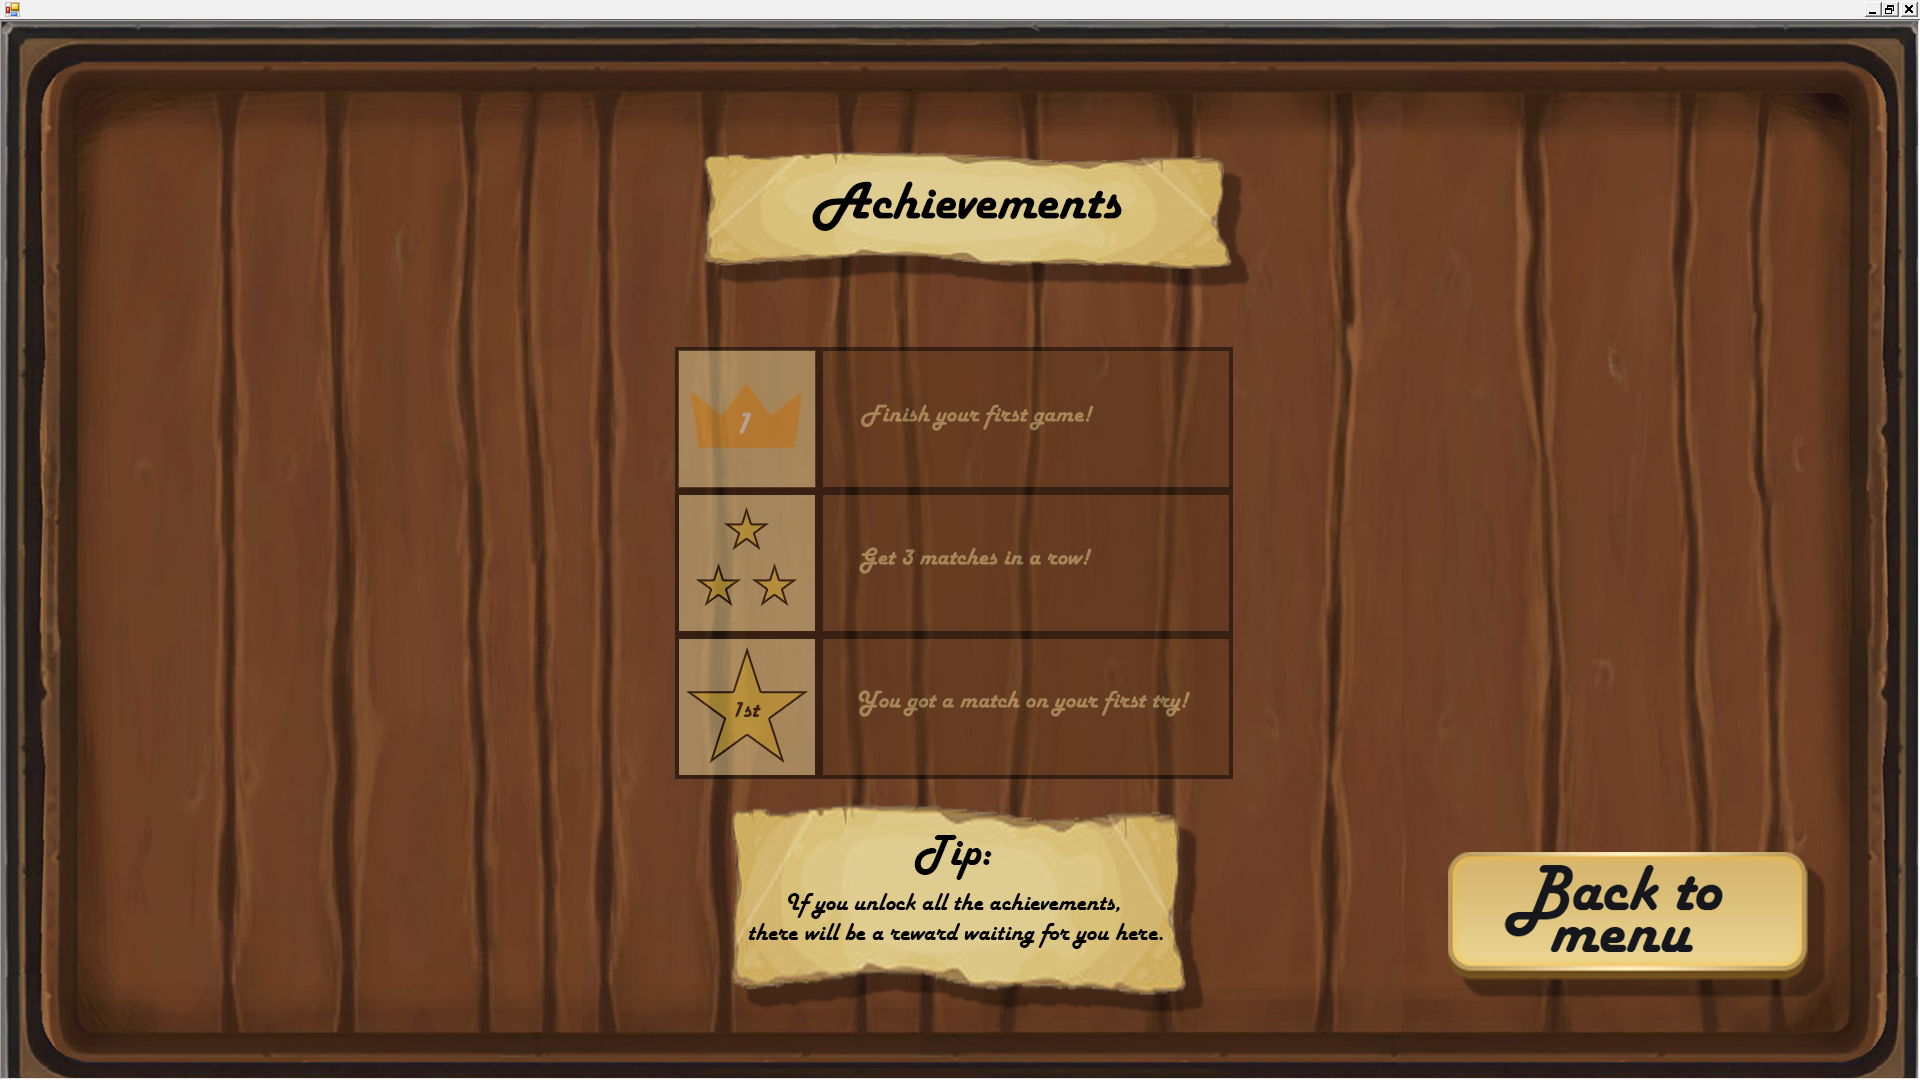 Achievements
1
Finish your first game!
Get 3 matches in a row!
1st
You got a match on your first try!
Tip:
If you unlock all the achievements,
there will be a reward waiting for you here.
Back to
menu